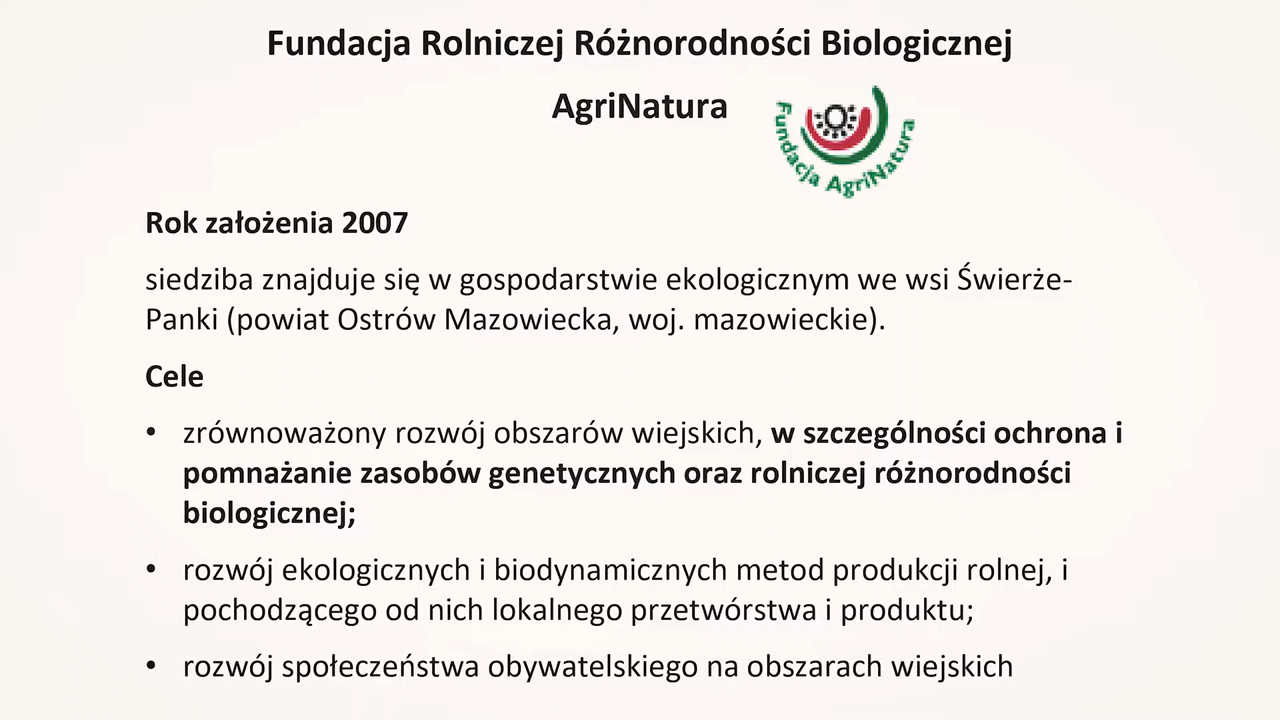 Fundacja Rolniczej Różnorodności Biologicznej
AgriNatura
Fundacja AgriNatura
Rok założenia 2007
siedziba znajduje się w gospodarstwie ekologicznym we wsi Świerże-
Panki (powiat Ostrów Mazowiecka, woj. mazowieckie).
Cele
• zrównoważony rozwój obszarów wiejskich, w szczególności ochrona i
pomnażanie zasobów genetycznych oraz rolniczej różnorodności
biologicznej;
• rozwój ekologicznych i biodynamicznych metod produkcji rolnej, i
pochodzącego od nich lokalnego przetwórstwa i produktu;
• rozwój społeczeństwa obywatelskiego na obszarach wiejskich